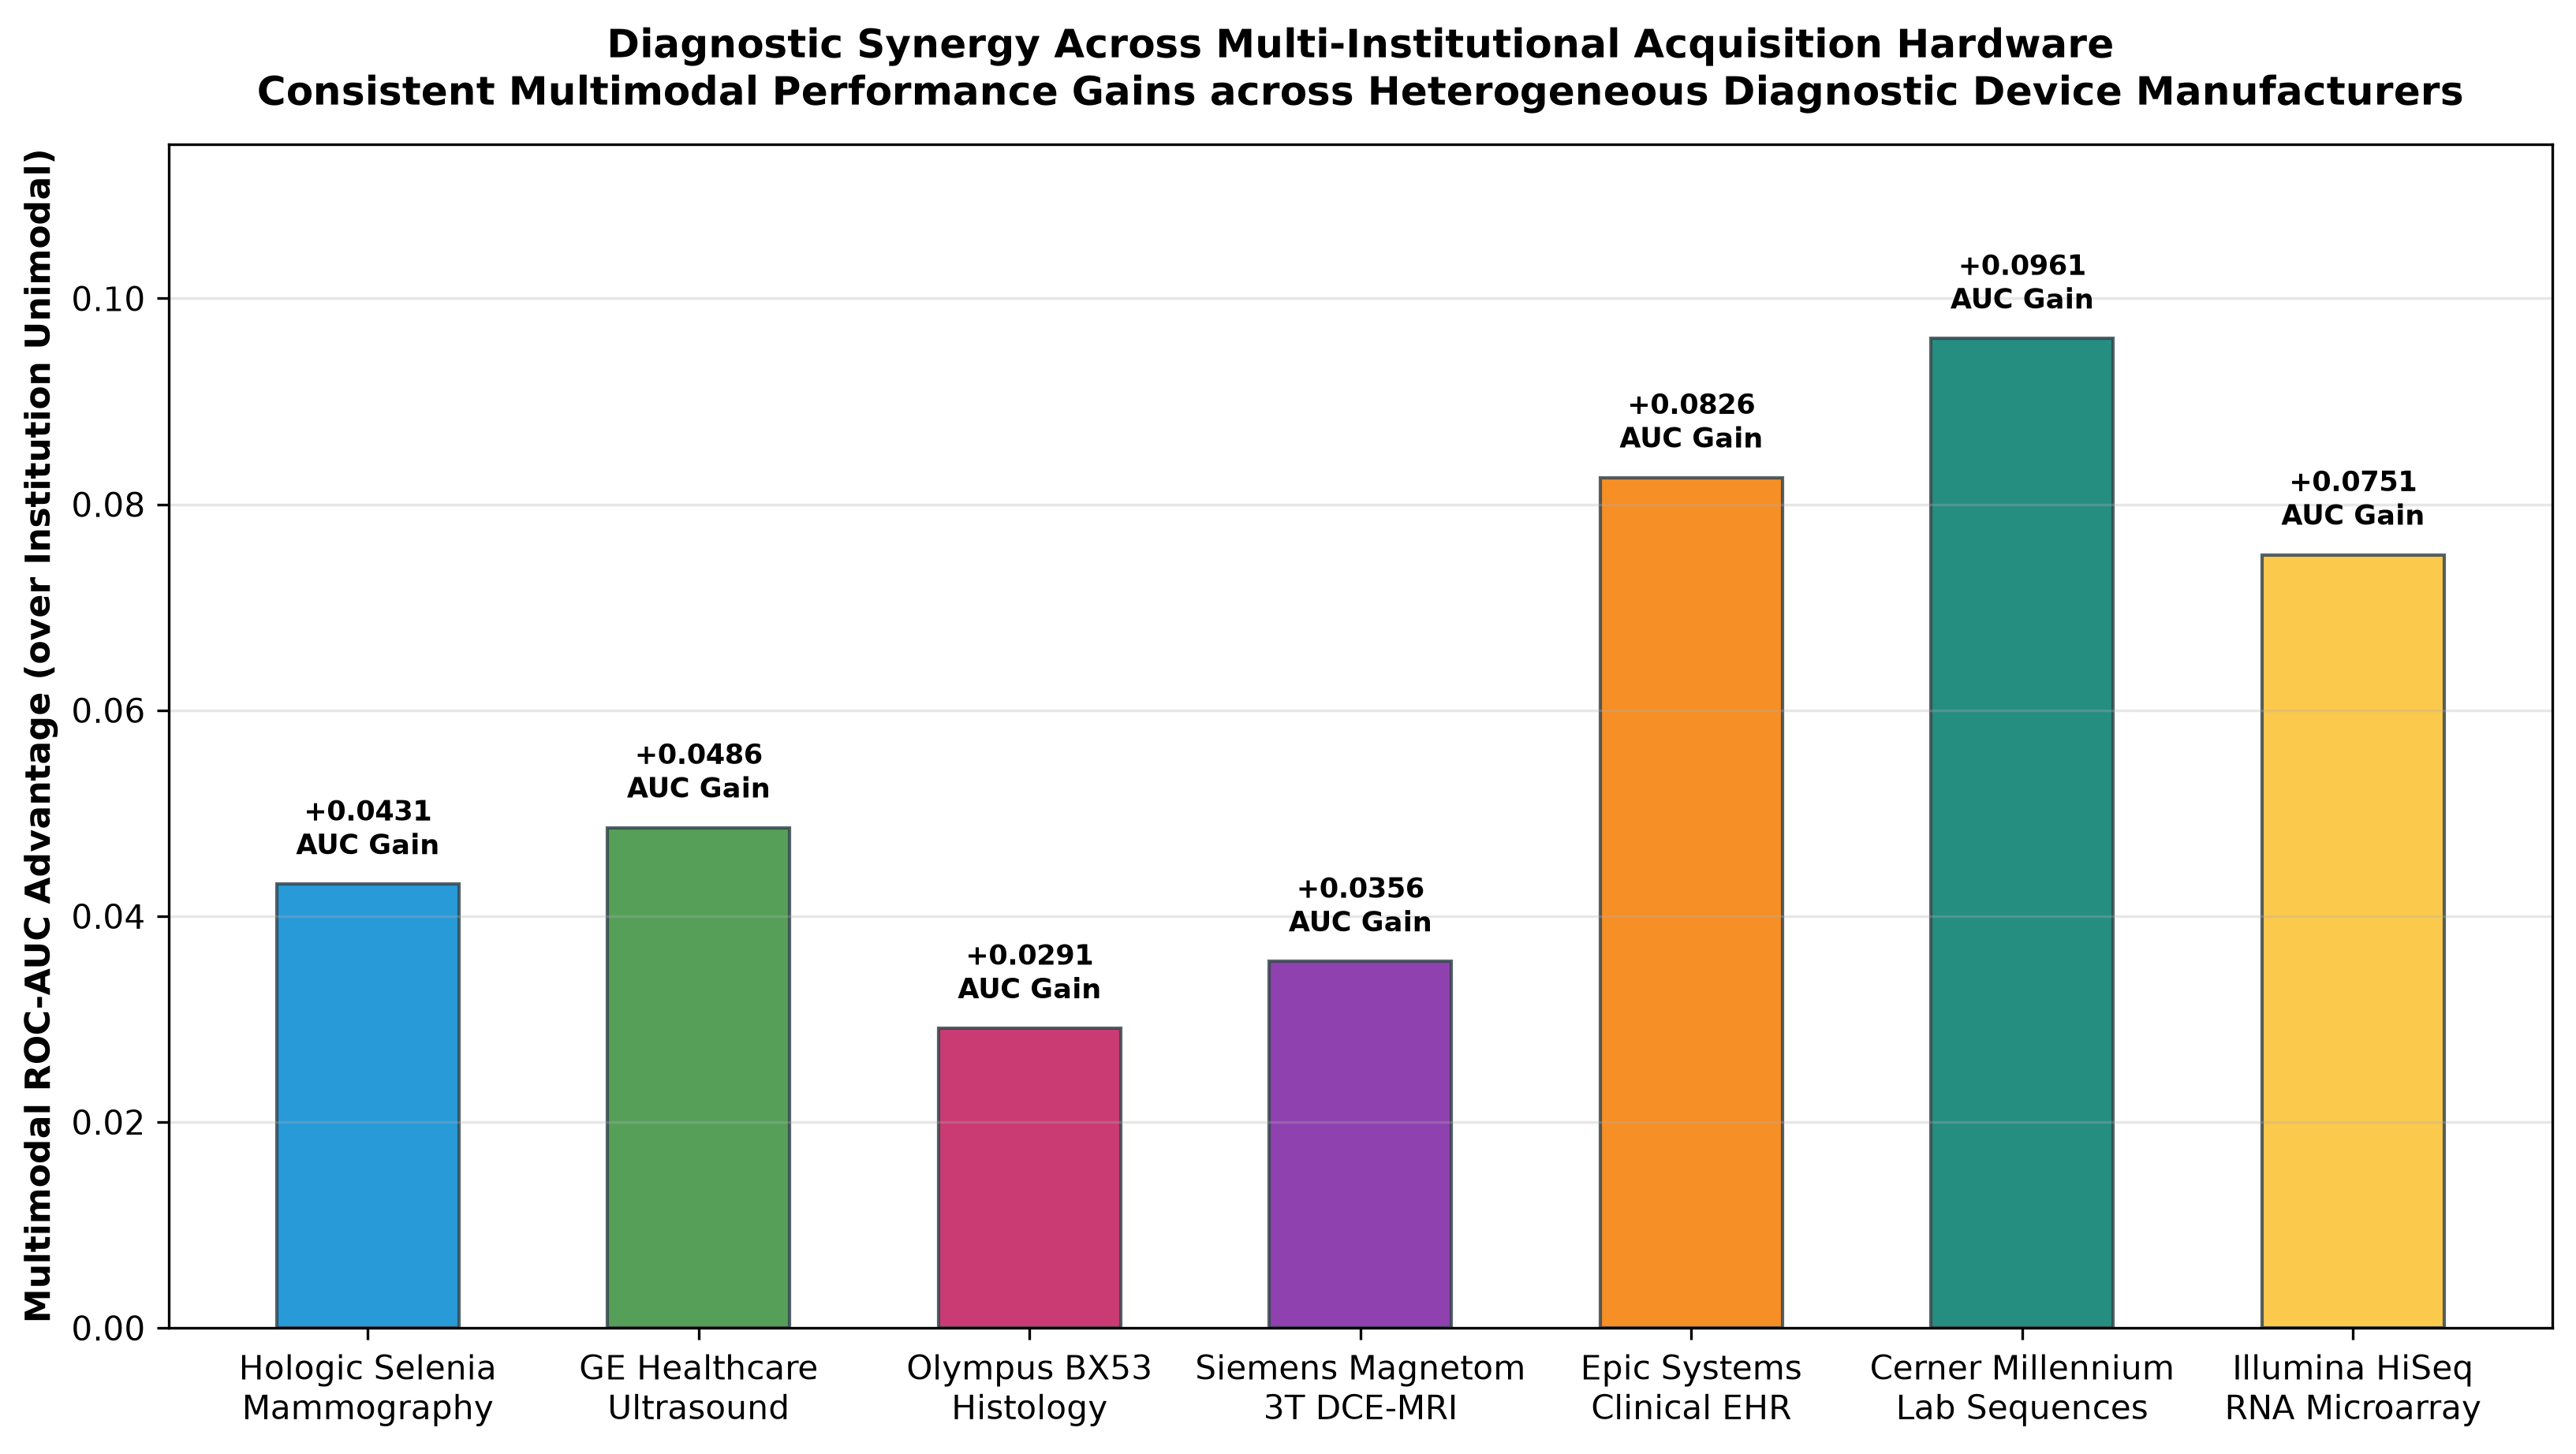 Diagnostic Synergy Across Multi-Institutional Acquisition Hardware
Consistent Multimodal Performance Gains across Heterogeneous Diagnostic Device Manufacturers
Multimodal ROC-AUC Advantage (over Institution Unimodal)
0.10
0.08
0.06
0.04
0.02
0.00
+0.0431
AUC Gain
+0.0486
AUC Gain
+0.0291
AUC Gain
+0.0356
AUC Gain
+0.0826
AUC Gain
+0.0961
AUC Gain
+0.0751
AUC Gain
Hologic Selenia
Mammography
GE Healthcare
Ultrasound
Olympus BX53
Histology
Siemens Magnetom
3T DCE-MRI
Epic Systems
Clinical EHR
Cerner Millennium
Lab Sequences
Illumina HiSeq
RNA Microarray